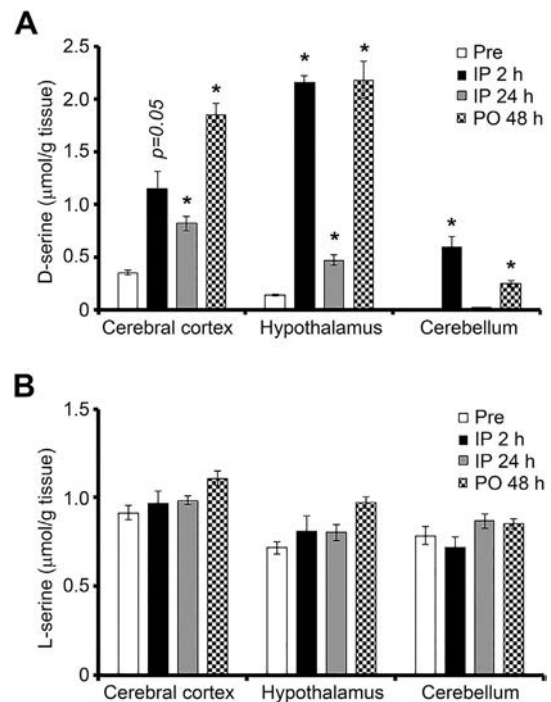 A
2.5
2.0
1.5
1.0
0.5
0
D-serine (μmol/g tissue)
p=0.05
*
*
*
*
*
*
*
Pre
IP 2 h
IP 24 h
PO 48 h
Cerebral cortex
Hypothalamus
Cerebellum
B
1.5
1.0
0.5
0
L-serine (μmol/g tissue)
Pre
IP 2 h
IP 24 h
PO 48 h
Cerebral cortex
Hypothalamus
Cerebellum